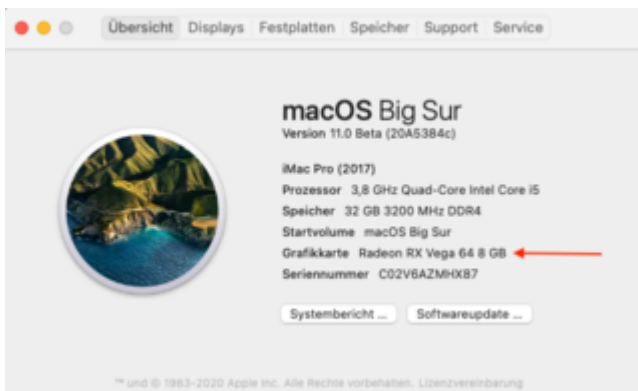 Übersicht Displays Festplatten Speicher Support Service
macOS Big Sur
Version 11.0 Beta (20A5384c)
iMac Pro (2017)
Prozessor 3,8 GHz Quad-Core Intel Core i5
Speicher 32 GB 3200 MHz DDR4
Startvolume macOS Big Sur
Grafikkarte Radeon RX Vega 64 8 GB
Seriennummer C02V6AZMHX87
Systembericht ... Softwareupdate ...
™ und © 1983-2020 Apple Inc. Alle Rechte vorbehalten. Lizenzvereinbarung